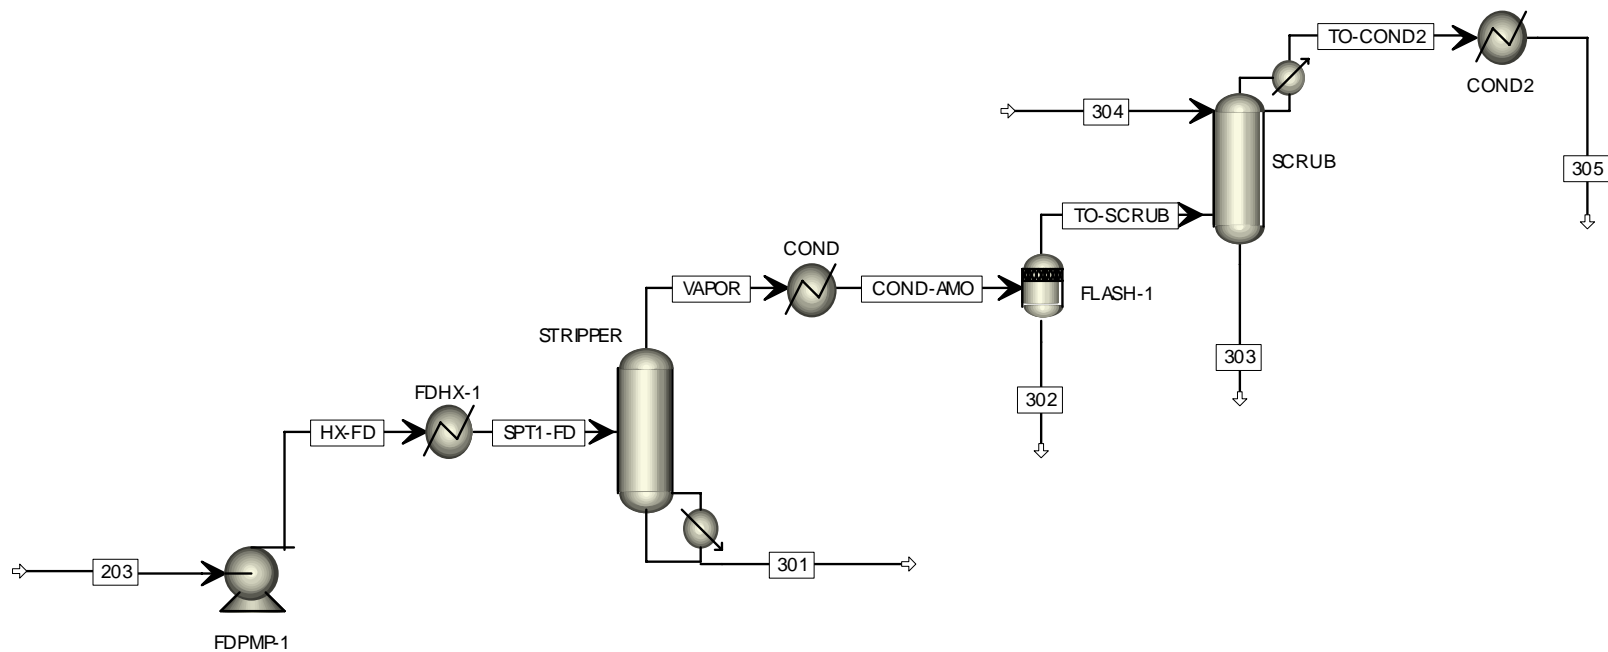 TO-COND2
COND2
304
SCRUB
305
TO-SCRUB
COND
VAPOR
COND-AMO
FLASH-1
STRIPPER
303
FDHX-1
302
HX-FD
SPT1-FD
203
301
FDPMP-1